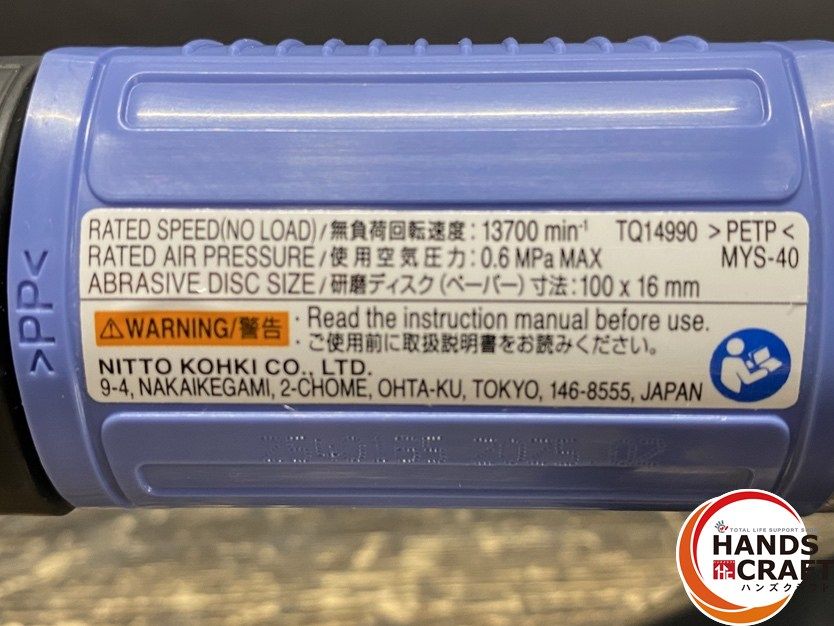 RATED SPEED(NO LOAD)/無負荷回転速度：13700 min⁻¹ TQ14990 >PETP<
RATED AIR PRESSURE/使用空気圧力：0.6 MPa MAX MYS-40
ABRASIVE DISC SIZE/研磨ディスク(ペーパー)寸法：100 x 16 mm
>PP<
⚠WARNING/警告 ・Read the instruction manual before use.
・ご使用前に取扱説明書をお読みください。
NITTO KOHKI CO., LTD.
9-4, NAKAIKEGAMI, 2-CHOME, OHTA-KU, TOKYO, 146-8555, JAPAN
2025 02
TOTAL LIFE SUPPORT
HANDS
CRAFT
ハンズクラフト